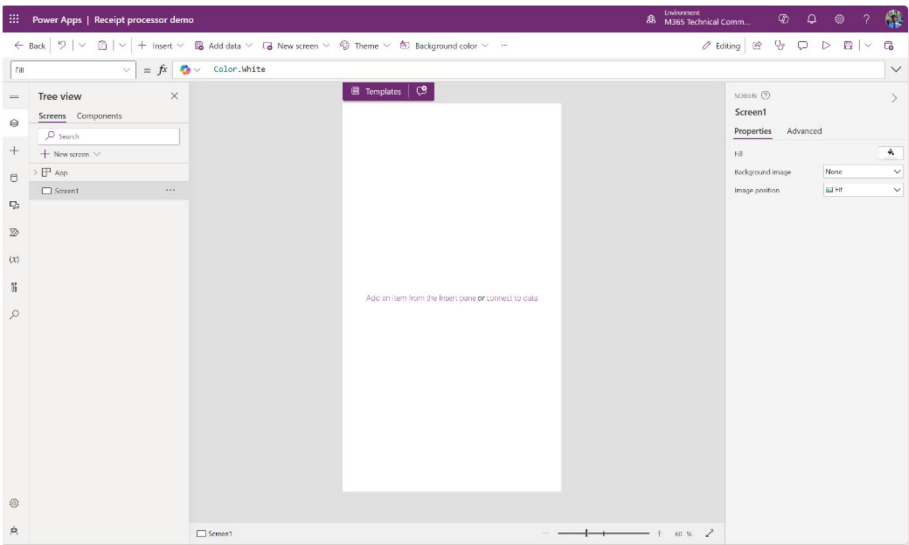 Power Apps | Receipt processor demo
Environment
M365 Technical Comm...
Back
Insert
Add data
New screen
Theme
Background color
...
Editing
Fill
= fx
Color.White
Tree view
Screens Components
Search
New screen
App
Screen1
...
Templates
Add an item from the Insert pane or connect to data
SCREEN
Screen1
Properties Advanced
Fill
Background image None
Image position Fit
Screen1
60 %